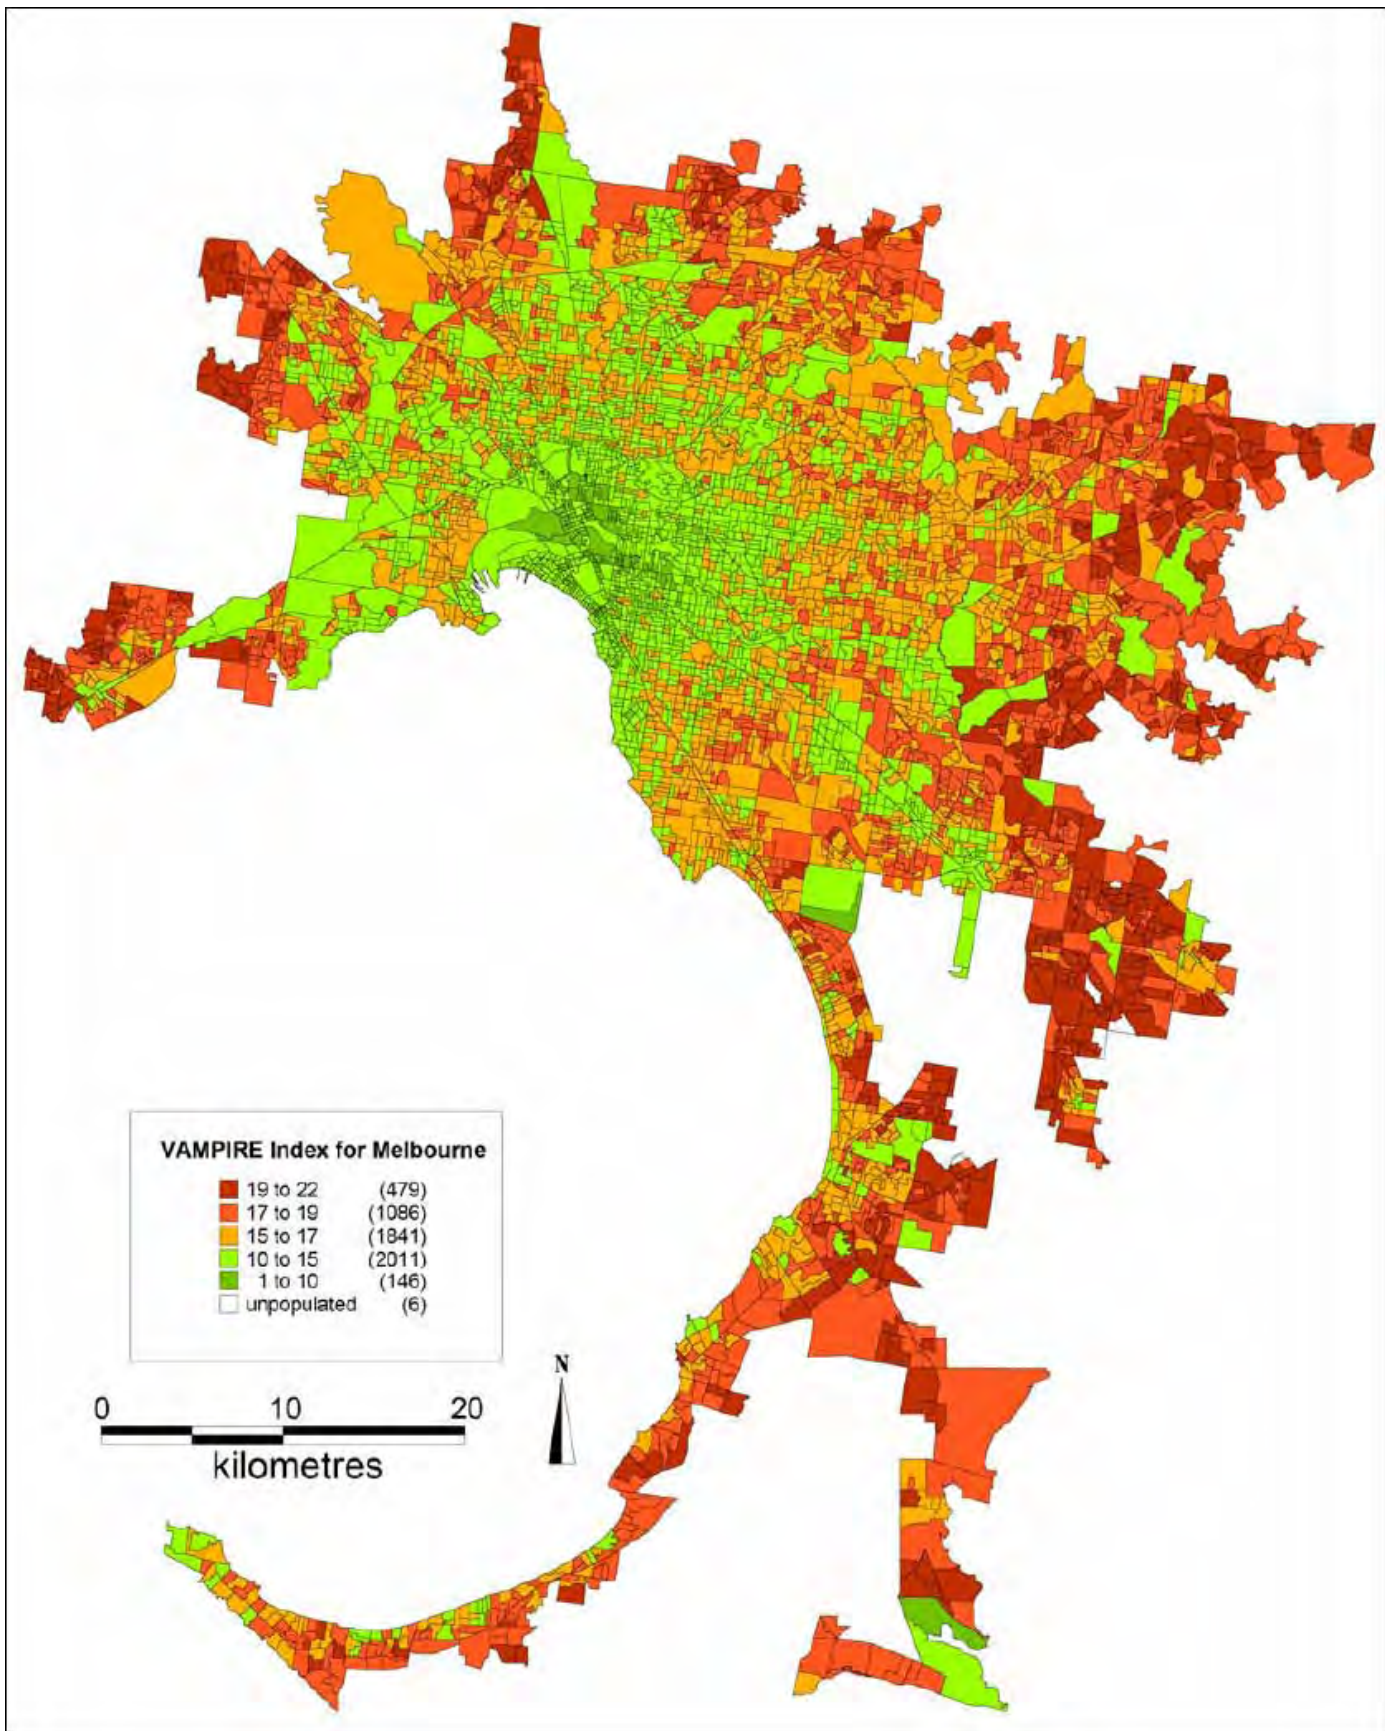 VAMPIRE Index for Melbourne
19 to 22 (479)
17 to 19 (1086)
15 to 17 (1841)
10 to 15 (2011)
1 to 10 (146)
unpopulated (6)
N
0 10 20
kilometres